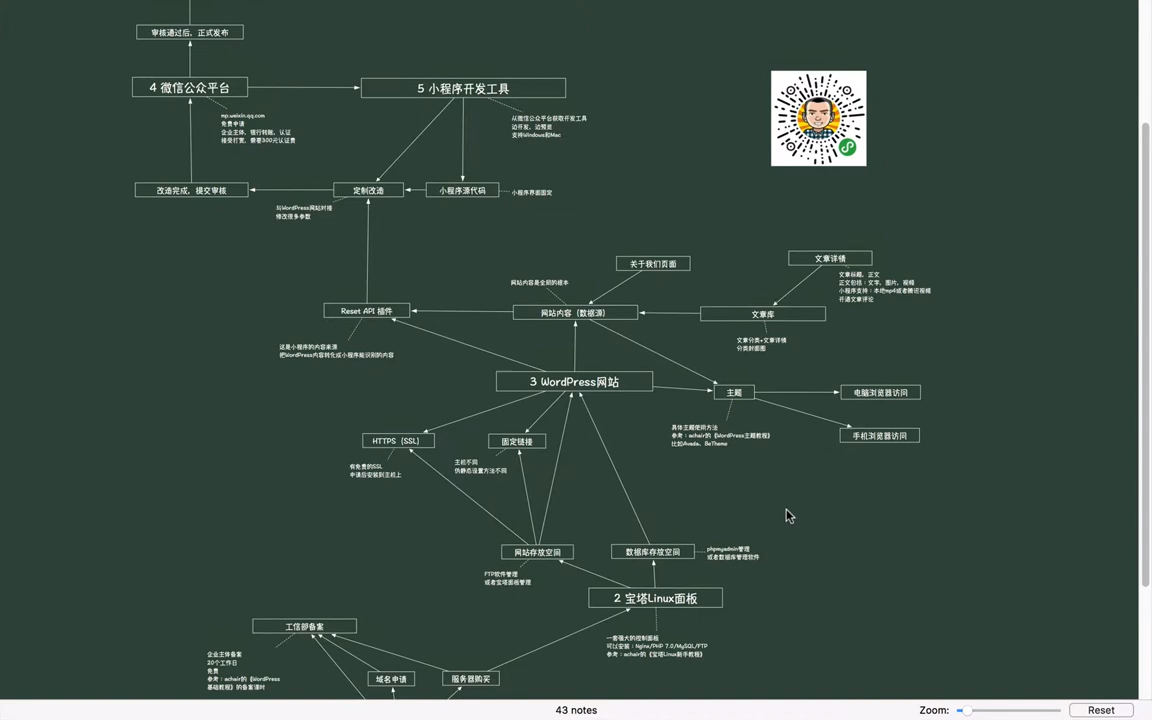 审核通过后，正式发布
4 微信公众平台
5 小程序开发工具
mp.weixin.qq.com
免费申请
企业主体，银行转账，认证
接受打赏，需要300元认证费
从微信公众平台获取开发工具
边开发，边预览
支持Windows和Mac
改造完成，提交审核
定制改造
小程序源代码
小程序界面固定
与WordPress网站对接
修改很多参数
关于我们页面
文章详情
文章标题，正文
正文包括：文字，图片，视频
小程序支持：本地mp4或者腾讯视频
开通文章评论
网站内容是全部的根本
Reset API 插件
网站内容（数据源）
文章库
这是小程序的内容来源
把WordPress内容转化成小程序能识别的内容
文章分类+文章详情
分类封面图
3 WordPress网站
主题
电脑浏览器访问
手机浏览器访问
具体主题使用方法
参考：achair的《WordPress主题教程》
比如Avada、BeTheme
HTTPS（SSL）
固定链接
有免费的SSL
申请后安装到主机上
主机不同
伪静态设置方法不同
网站存放空间
数据库存放空间
phpmyadmin管理
或者数据库管理软件
FTP软件管理
或者宝塔面板管理
2 宝塔Linux面板
一套强大的控制面板
可以安装：Nginx/PHP 7.0/MySQL/FTP
参考：achair的《宝塔Linux新手教程》
工信部备案
企业主体备案
20个工作日
免费
参考：achair的《WordPress
基础教程》的备案课时
域名申请
服务器购买
43 notes
Zoom:
Reset